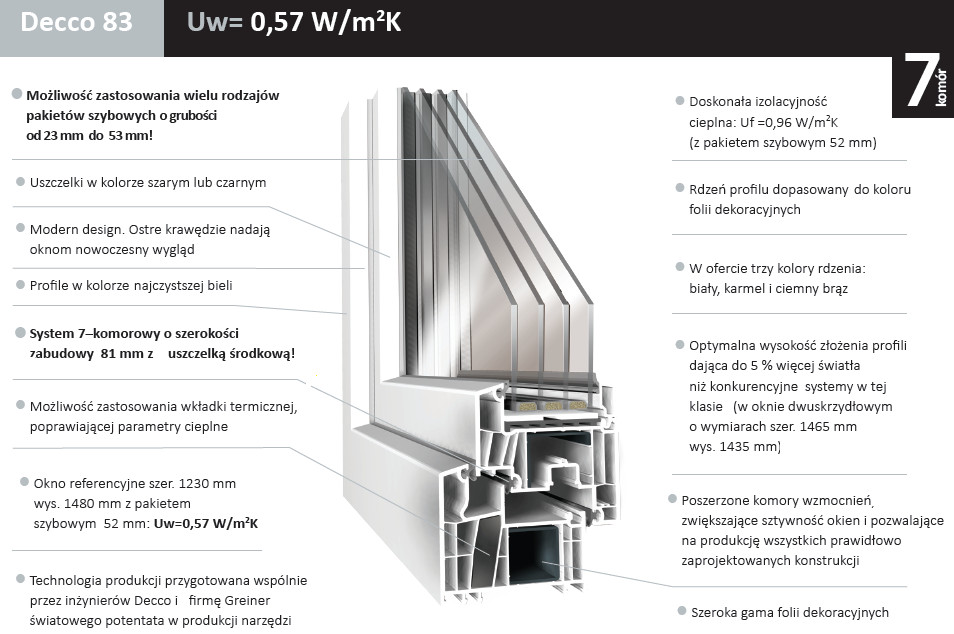 Decco 83
Uw= 0,57 W/m²K
7
komór
Możliwość zastosowania wielu rodzajów
pakietów szybowych o grubości
od 23 mm do 53 mm!
Uszczelki w kolorze szarym lub czarnym
Modern design. Ostre krawędzie nadają
oknom nowoczesny wygląd
Profile w kolorze najczystszej bieli
System 7–komorowy o szerokości
zabudowy 81 mm z uszczelką środkową!
Możliwość zastosowania wkładki termicznej,
poprawiającej parametry cieplne
Okno referencyjne szer. 1230 mm
wys. 1480 mm z pakietem
szybowym 52 mm: Uw=0,57 W/m²K
Technologia produkcji przygotowana wspólnie
przez inżynierów Decco i firmę Greiner
światowego potentata w produkcji narzędzi
Doskonała izolacyjność
cieplna: Uf =0,96 W/m²K
(z pakietem szybowym 52 mm)
Rdzeń profilu dopasowany do koloru
folii dekoracyjnych
W ofercie trzy kolory rdzenia:
biały, karmel i ciemny brąz
Optymalna wysokość złożenia profili
dająca do 5 % więcej światła
niż konkurencyjne systemy w tej
klasie (w oknie dwuskrzydłowym
o wymiarach szer. 1465 mm
wys. 1435 mm)
Poszerzone komory wzmocnień,
zwiększające sztywność okien i pozwalające
na produkcję wszystkich prawidłowo
zaprojektowanych konstrukcji
Szeroka gama folii dekoracyjnych